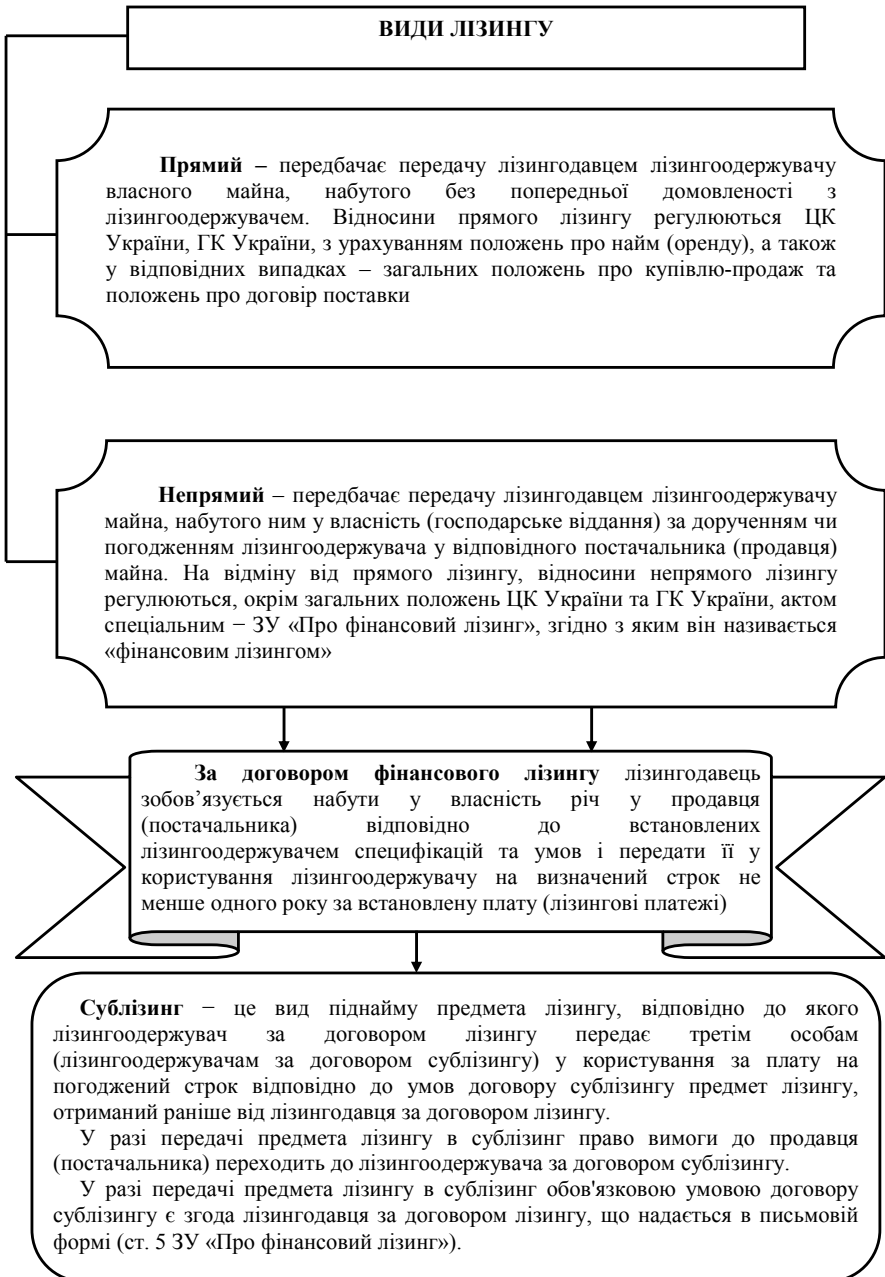 ВИДИ ЛІЗИНГУ
Прямий – передбачає передачу лізингодавцем лізингоодержувачу
власного майна, набутого без попередньої домовленості з
лізингоодержувачем. Відносини прямого лізингу регулюються ЦК
України, ГК України, з урахуванням положень про найм (оренду), а також
у відповідних випадках – загальних положень про купівлю-продаж та
положень про договір поставки
Непрямий – передбачає передачу лізингодавцем лізингоодержувачу
майна, набутого ним у власність (господарське віддання) за дорученням чи
погодженням лізингоодержувача у відповідного постачальника (продавця)
майна. На відміну від прямого лізингу, відносини непрямого лізингу
регулюються, окрім загальних положень ЦК України та ГК України, актом
спеціальним − ЗУ «Про фінансовий лізинг», згідно з яким він називається
«фінансовим лізингом»
За договором фінансового лізингу лізингодавець
зобов’язується набути у власність річ у продавця
(постачальника) відповідно до встановлених
лізингоодержувачем специфікацій та умов і передати її у
користування лізингоодержувачу на визначений строк не
менше одного року за встановлену плату (лізингові платежі)
Сублізинг − це вид піднайму предмета лізингу, відповідно до якого
лізингоодержувач за договором лізингу передає третім особам
(лізингоодержувачам за договором сублізингу) у користування за плату на
погоджений строк відповідно до умов договору сублізингу предмет лізингу,
отриманий раніше від лізингодавця за договором лізингу.
У разі передачі предмета лізингу в сублізинг право вимоги до продавця
(постачальника) переходить до лізингоодержувача за договором сублізингу.
У разі передачі предмета лізингу в сублізинг обов'язковою умовою договору
сублізингу є згода лізингодавця за договором лізингу, що надається в письмовій
формі (ст. 5 ЗУ «Про фінансовий лізинг»).